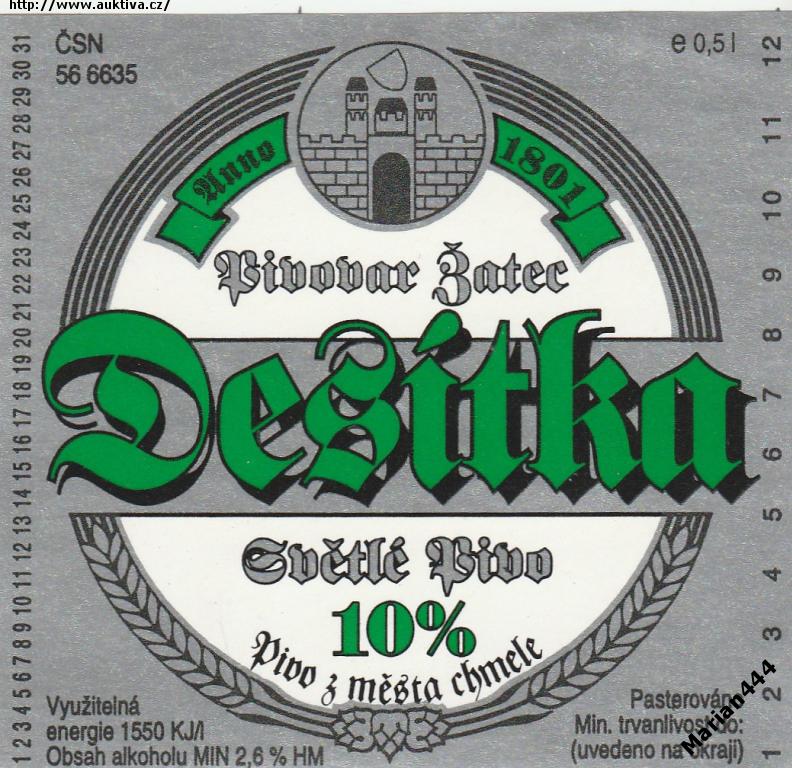 http://www.auktiva.cz/
ČSN
56 6635
e 0,5 l
Anno 1801
Pivovar Žatec
Desítka
Světlé Pivo
10%
Pivo z města chmele
Využitelná
energie 1550 KJ/l
Obsah alkoholu MIN 2,6 % HM
Pasterováno
Min. trvanlivost do:
(uvedeno na okraji)
Matian444
1 2 3 4 5 6 7 8 9 10 11 12 13 14 15 16 17 18 19 20 21 22 23 24 25 26 27 28 29 30 31
1 2 3 4 5 6 7 8 9 10 11 12